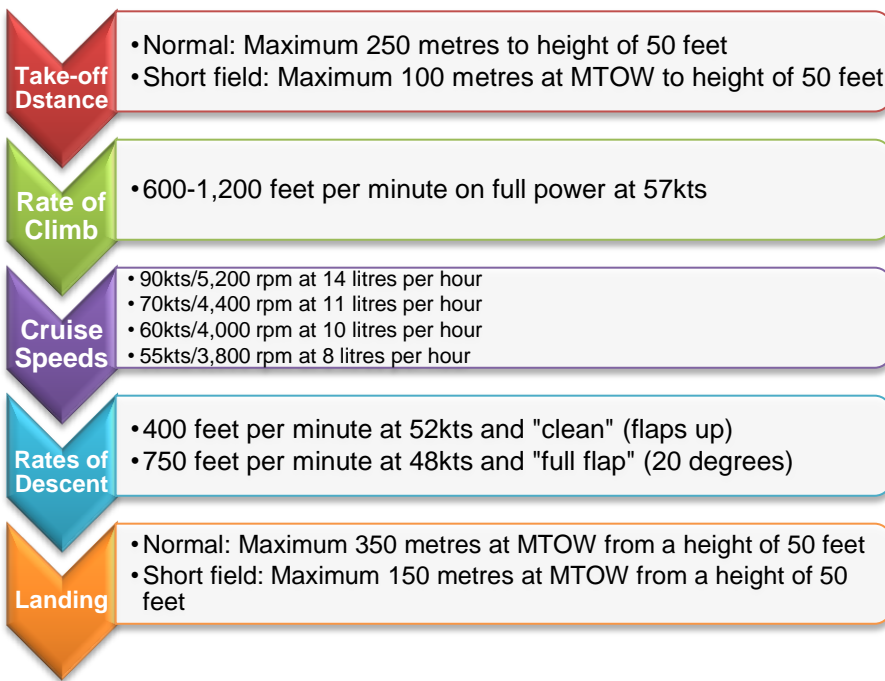 Take-off
Dstance
•Normal: Maximum 250 metres to height of 50 feet
•Short field: Maximum 100 metres at MTOW to height of 50 feet
Rate of
Climb
•600-1,200 feet per minute on full power at 57kts
Cruise
Speeds
• 90kts/5,200 rpm at 14 litres per hour
• 70kts/4,400 rpm at 11 litres per hour
• 60kts/4,000 rpm at 10 litres per hour
• 55kts/3,800 rpm at 8 litres per hour
Rates of
Descent
•400 feet per minute at 52kts and "clean" (flaps up)
•750 feet per minute at 48kts and "full flap" (20 degrees)
Landing
•Normal: Maximum 350 metres at MTOW from a height of 50 feet
•Short field: Maximum 150 metres at MTOW from a height of 50
feet